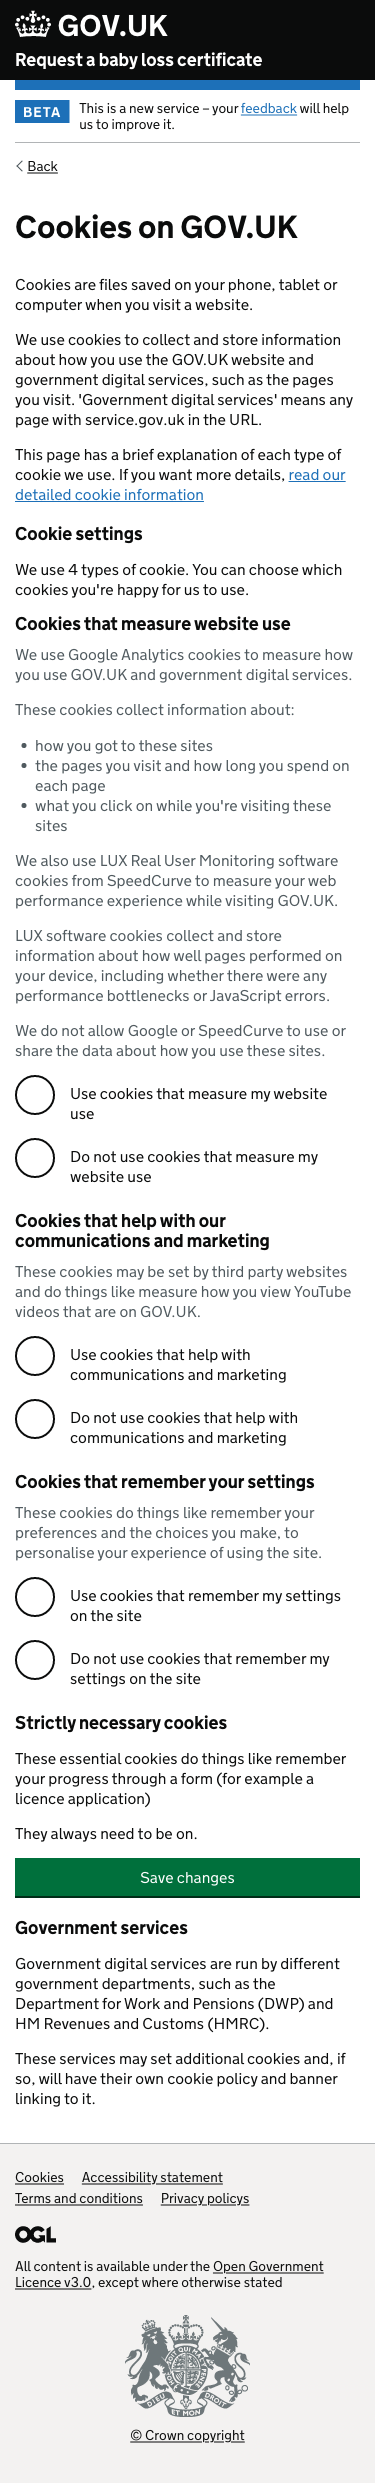 GOV.UK
Request a baby loss certificate
BETA
This is a new service – your feedback will help
us to improve it.
Back
Cookies on GOV.UK
Cookies are files saved on your phone, tablet or
computer when you visit a website.
We use cookies to collect and store information
about how you use the GOV.UK website and
government digital services, such as the pages
you visit. 'Government digital services' means any
page with service.gov.uk in the URL.
This page has a brief explanation of each type of
cookie we use. If you want more details, read our
detailed cookie information
Cookie settings
We use 4 types of cookie. You can choose which
cookies you're happy for us to use.
Cookies that measure website use
We use Google Analytics cookies to measure how
you use GOV.UK and government digital services.
These cookies collect information about:
• how you got to these sites
• the pages you visit and how long you spend on
each page
• what you click on while you're visiting these
sites
We also use LUX Real User Monitoring software
cookies from SpeedCurve to measure your web
performance experience while visiting GOV.UK.
LUX software cookies collect and store
information about how well pages performed on
your device, including whether there were any
performance bottlenecks or JavaScript errors.
We do not allow Google or SpeedCurve to use or
share the data about how you use these sites.
Use cookies that measure my website
use
Do not use cookies that measure my
website use
Cookies that help with our
communications and marketing
These cookies may be set by third party websites
and do things like measure how you view YouTube
videos that are on GOV.UK.
Use cookies that help with
communications and marketing
Do not use cookies that help with
communications and marketing
Cookies that remember your settings
These cookies do things like remember your
preferences and the choices you make, to
personalise your experience of using the site.
Use cookies that remember my settings
on the site
Do not use cookies that remember my
settings on the site
Strictly necessary cookies
These essential cookies do things like remember
your progress through a form (for example a
licence application)
They always need to be on.
Save changes
Government services
Government digital services are run by different
government departments, such as the
Department for Work and Pensions (DWP) and
HM Revenues and Customs (HMRC).
These services may set additional cookies and, if
so, will have their own cookie policy and banner
linking to it.
Cookies Accessibility statement
Terms and conditions Privacy policys
OGL
All content is available under the Open Government
Licence v3.0, except where otherwise stated
DIEU ET MON DROIT
© Crown copyright